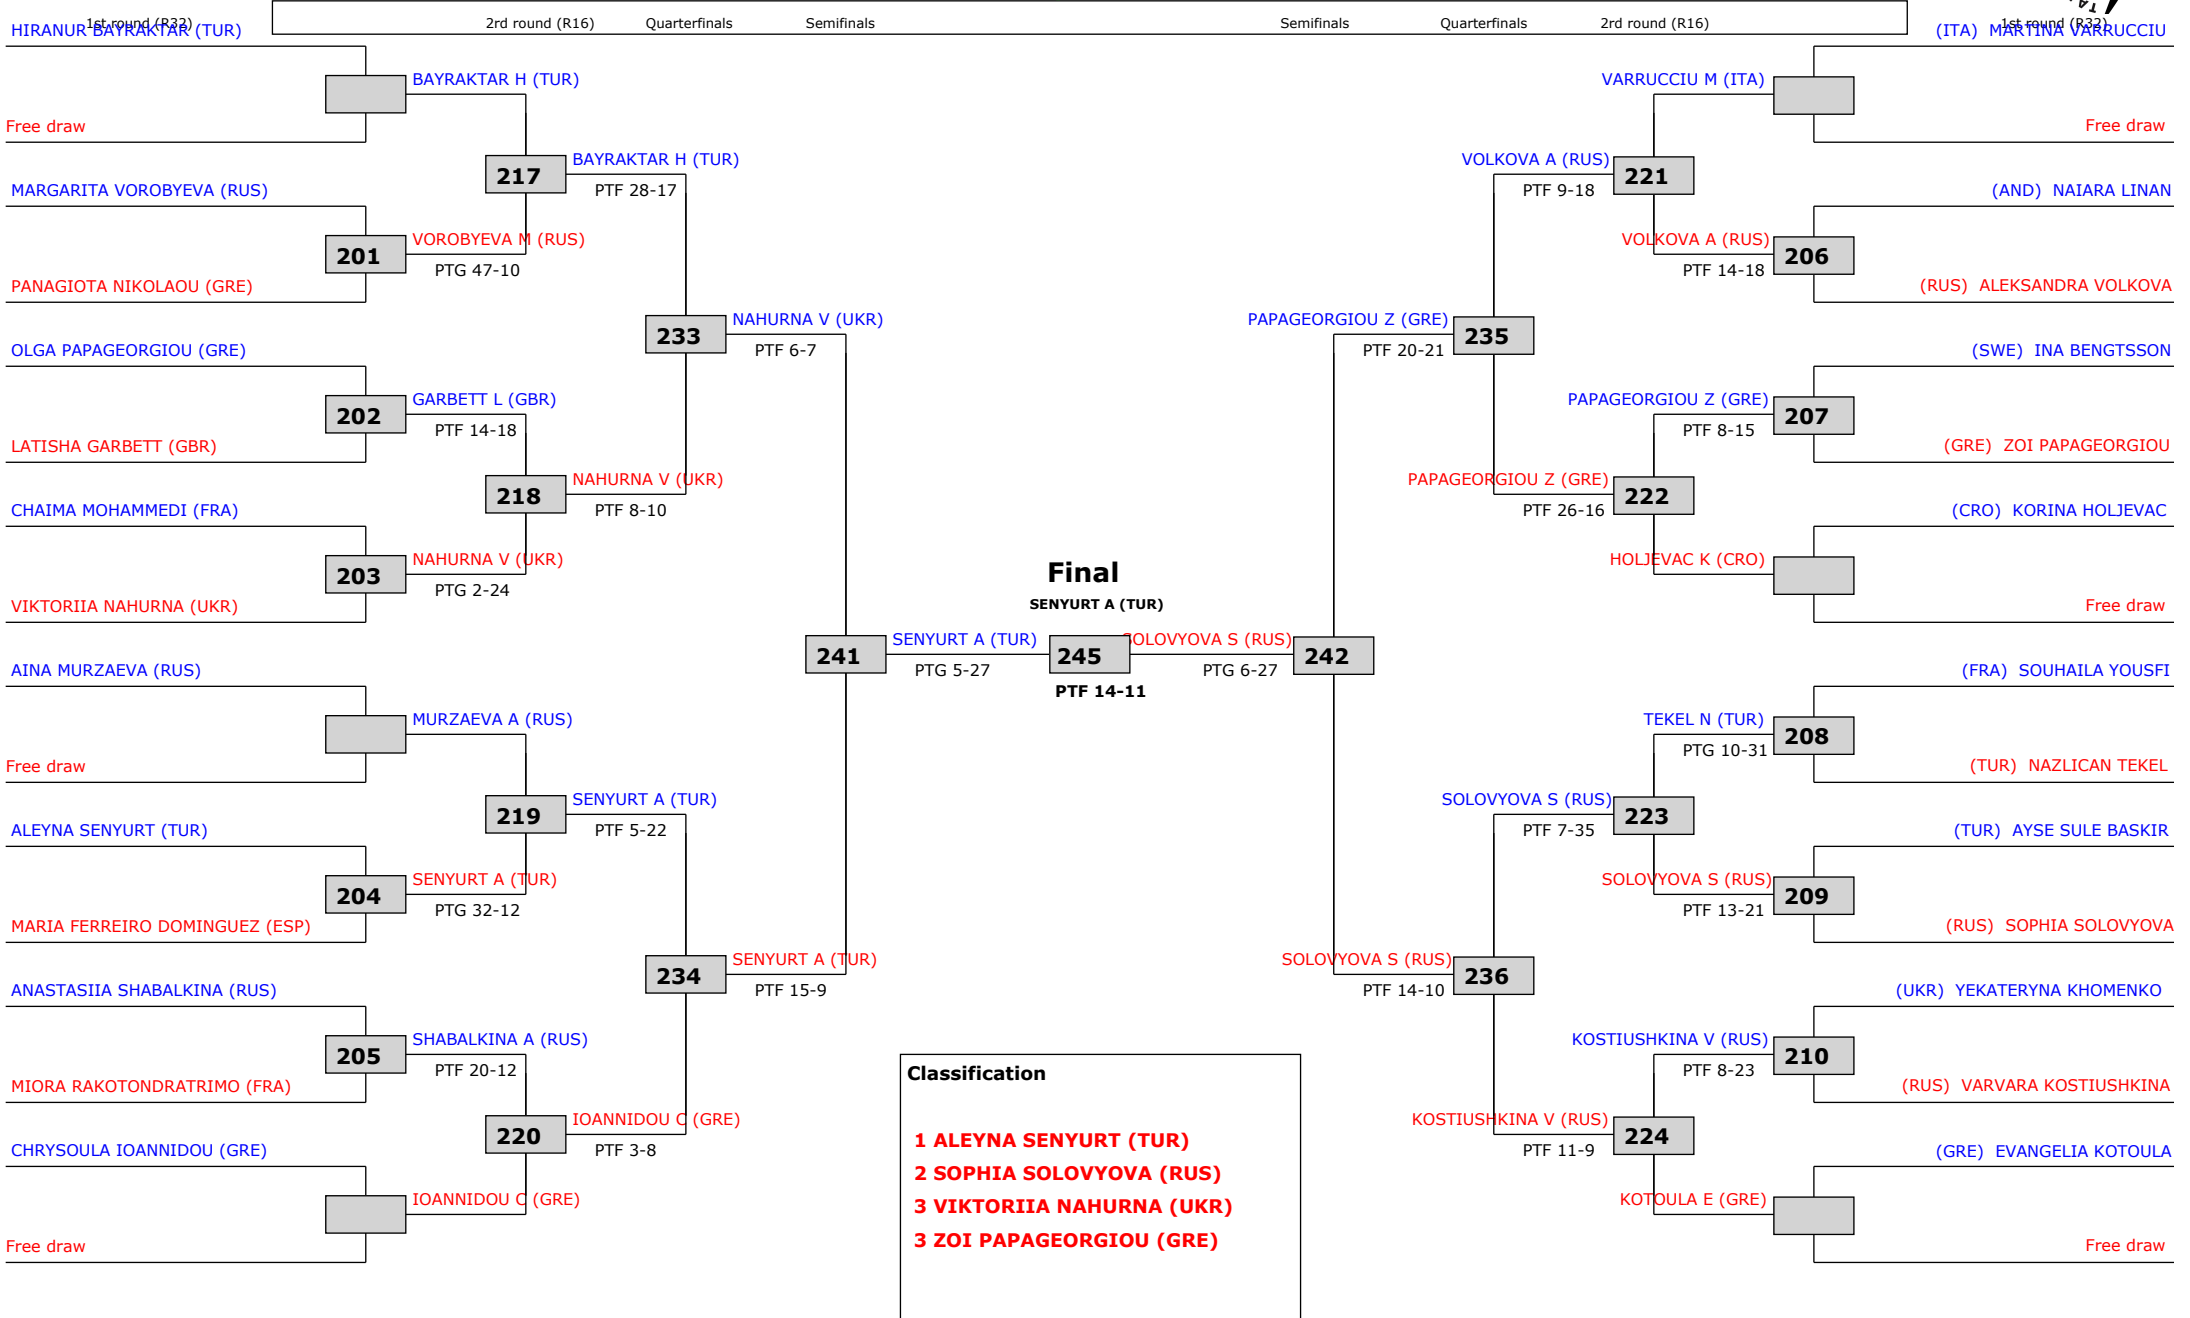 1st round (R32)
2rd round (R16)
Quarterfinals
Semifinals
Semifinals
Quarterfinals
2rd round (R16)
1st round (R32)
HIRANUR BAYRAKTAR (TUR)
BAYRAKTAR H (TUR)
Free draw
217
BAYRAKTAR H (TUR)
PTF 28-17
MARGARITA VOROBYEVA (RUS)
201
VOROBYEVA M (RUS)
PTG 47-10
PANAGIOTA NIKOLAOU (GRE)
233
NAHURNA V (UKR)
PTF 6-7
OLGA PAPAGEORGIOU (GRE)
202
GARBETT L (GBR)
PTF 14-18
LATISHA GARBETT (GBR)
218
NAHURNA V (UKR)
PTF 8-10
CHAIMA MOHAMMEDI (FRA)
203
NAHURNA V (UKR)
PTG 2-24
VIKTORIIA NAHURNA (UKR)
241
SENYURT A (TUR)
PTG 5-27
AINA MURZAEVA (RUS)
MURZAEVA A (RUS)
Free draw
219
SENYURT A (TUR)
PTF 5-22
ALEYNA SENYURT (TUR)
204
SENYURT A (TUR)
PTG 32-12
MARIA FERREIRO DOMINGUEZ (ESP)
234
SENYURT A (TUR)
PTF 15-9
ANASTASIIA SHABALKINA (RUS)
205
SHABALKINA A (RUS)
PTF 20-12
MIORA RAKOTONDRATRIMO (FRA)
220
IOANNIDOU C (GRE)
PTF 3-8
CHRYSOULA IOANNIDOU (GRE)
IOANNIDOU C (GRE)
Free draw
Final
SENYURT A (TUR)
245
PTF 14-11
(ITA) MARTINA VARRUCCIU
VARRUCCIU M (ITA)
Free draw
VOLKOVA A (RUS)
221
PTF 9-18
(AND) NAIARA LINAN
VOLKOVA A (RUS)
206
PTF 14-18
(RUS) ALEKSANDRA VOLKOVA
PAPAGEORGIOU Z (GRE)
235
PTF 20-21
(SWE) INA BENGTSSON
PAPAGEORGIOU Z (GRE)
207
PTF 8-15
(GRE) ZOI PAPAGEORGIOU
PAPAGEORGIOU Z (GRE)
222
PTF 26-16
(CRO) KORINA HOLJEVAC
HOLJEVAC K (CRO)
Free draw
SOLOVYOVA S (RUS)
242
PTG 6-27
(FRA) SOUHAILA YOUSFI
TEKEL N (TUR)
208
PTG 10-31
(TUR) NAZLICAN TEKEL
SOLOVYOVA S (RUS)
223
PTF 7-35
(TUR) AYSE SULE BASKIR
SOLOVYOVA S (RUS)
209
PTF 13-21
(RUS) SOPHIA SOLOVYOVA
SOLOVYOVA S (RUS)
236
PTF 14-10
(UKR) YEKATERYNA KHOMENKO
KOSTIUSHKINA V (RUS)
210
PTF 8-23
(RUS) VARVARA KOSTIUSHKINA
KOSTIUSHKINA V (RUS)
224
PTF 11-9
(GRE) EVANGELIA KOTOULA
KOTOULA E (GRE)
Free draw
Classification
1 ALEYNA SENYURT (TUR)
2 SOPHIA SOLOVYOVA (RUS)
3 VIKTORIIA NAHURNA (UKR)
3 ZOI PAPAGEORGIOU (GRE)